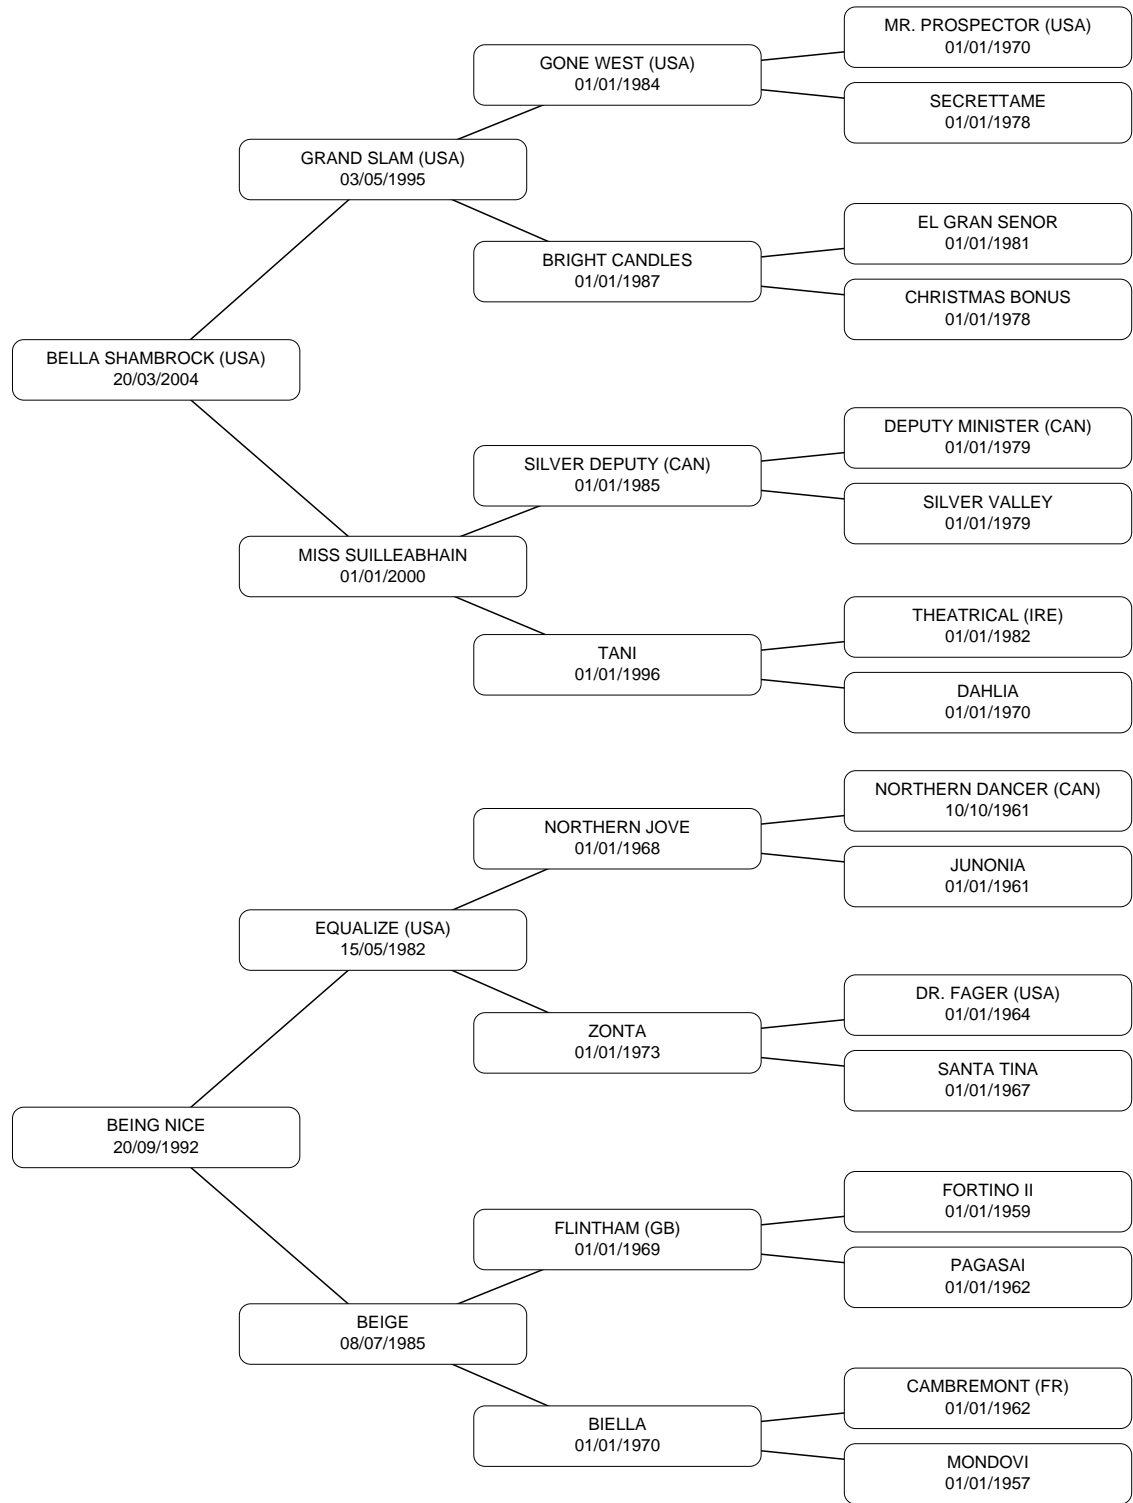 MR. PROSPECTOR (USA)
01/01/1970
GONE WEST (USA)
01/01/1984
SECRETTAME
01/01/1978
GRAND SLAM (USA)
03/05/1995
EL GRAN SENOR
01/01/1981
BRIGHT CANDLES
01/01/1987
CHRISTMAS BONUS
01/01/1978
BELLA SHAMBROCK (USA)
20/03/2004
DEPUTY MINISTER (CAN)
01/01/1979
SILVER DEPUTY (CAN)
01/01/1985
SILVER VALLEY
01/01/1979
MISS SUILLEABHAIN
01/01/2000
THEATRICAL (IRE)
01/01/1982
TANI
01/01/1996
DAHLIA
01/01/1970
NORTHERN DANCER (CAN)
10/10/1961
NORTHERN JOVE
01/01/1968
JUNONIA
01/01/1961
EQUALIZE (USA)
15/05/1982
DR. FAGER (USA)
01/01/1964
ZONTA
01/01/1973
SANTA TINA
01/01/1967
BEING NICE
20/09/1992
FORTINO II
01/01/1959
FLINTHAM (GB)
01/01/1969
PAGASAI
01/01/1962
BEIGE
08/07/1985
CAMBREMONT (FR)
01/01/1962
BIELLA
01/01/1970
MONDOVI
01/01/1957